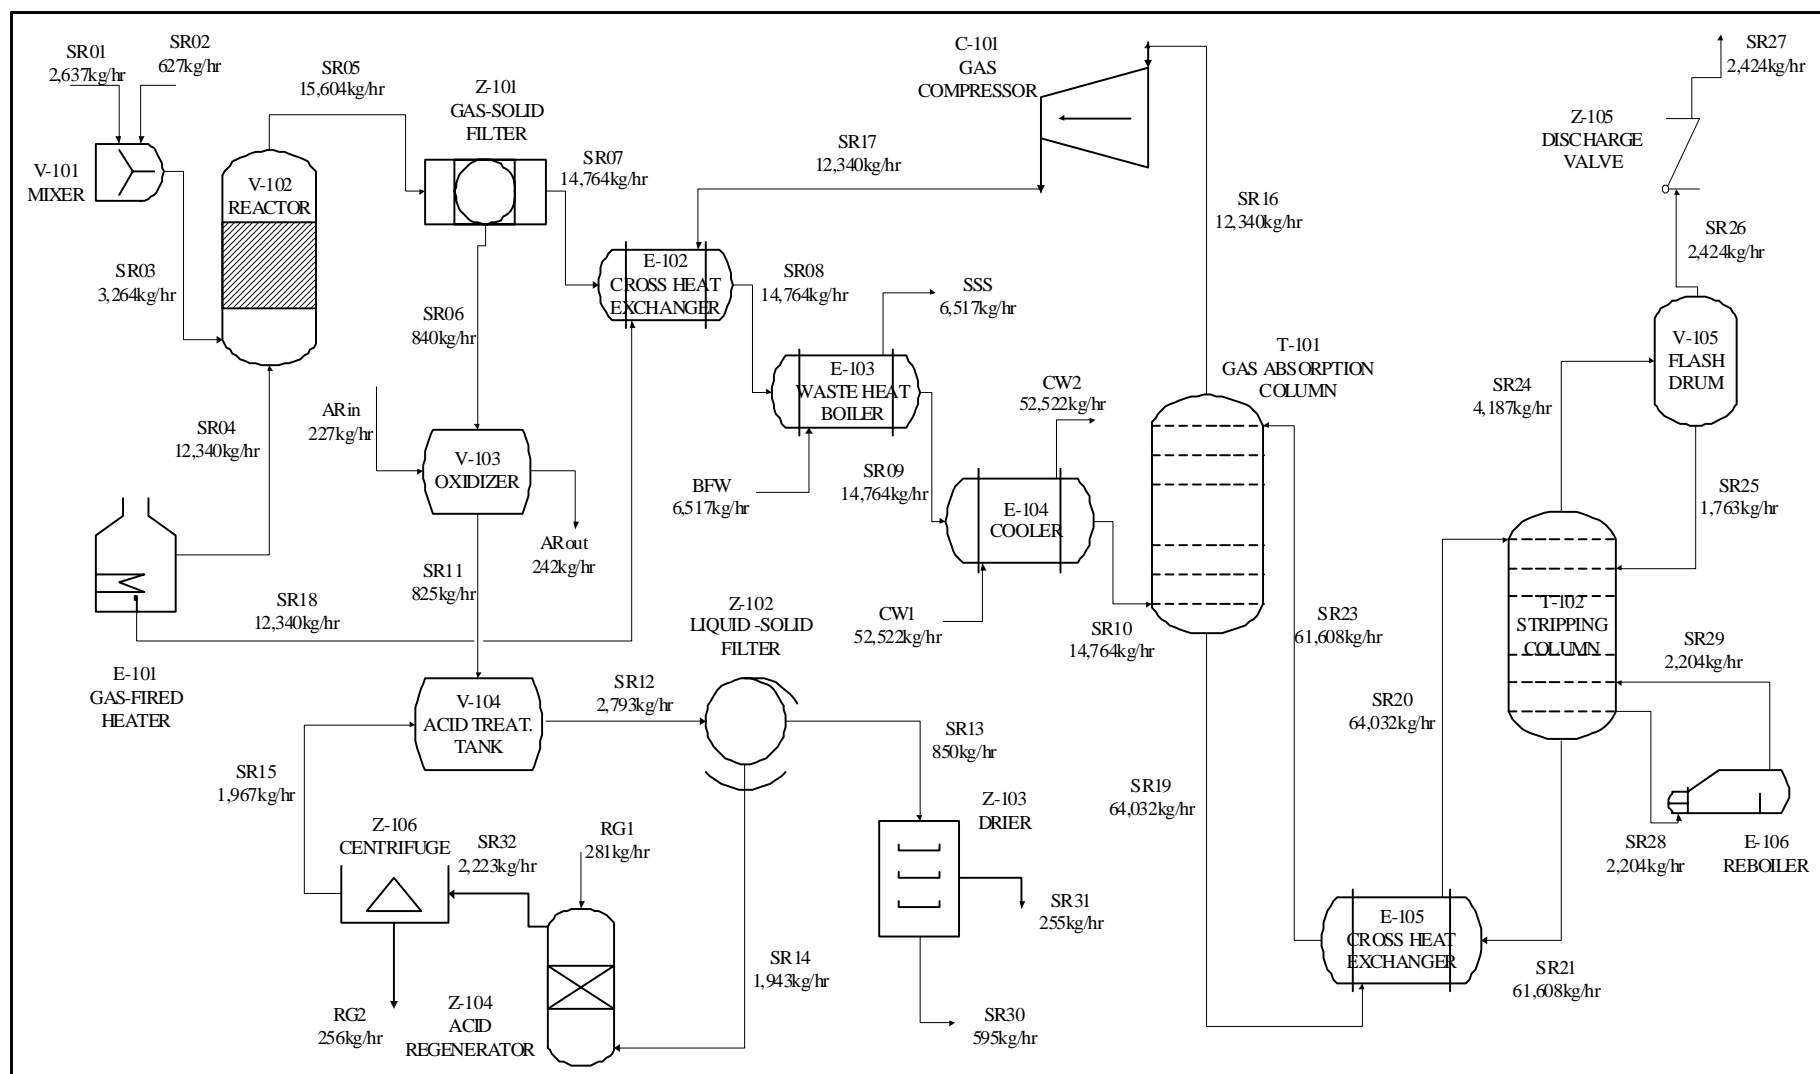 SR01
2,637kg/hr
SR02
627kg/hr
SR05
15,604kg/hr
Z-101
GAS-SOLID
FILTER
C-101
GAS
COMPRESSOR
SR27
2,424kg/hr
Z-105
DISCHARGE
VALVE
V-101
MIXER
V-102
REACTOR
SR07
14,764kg/hr
SR17
12,340kg/hr
SR16
12,340kg/hr
SR26
2,424kg/hr
SR03
3,264kg/hr
SR06
840kg/hr
E-102
CROSS HEAT
EXCHANGER
SR08
14,764kg/hr
SSS
6,517kg/hr
V-105
FLASH
DRUM
T-101
GAS ABSORPTION
COLUMN
E-103
WASTE HEAT
BOILER
CW2
52,522kg/hr
SR24
4,187kg/hr
SR04
12,340kg/hr
ARin
227kg/hr
V-103
OXIDIZER
BFW
6,517kg/hr
SR09
14,764kg/hr
E-104
COOLER
SR25
1,763kg/hr
ARout
242kg/hr
SR11
825kg/hr
SR18
12,340kg/hr
Z-102
LIQUID -SOLID
FILTER
CW1
52,522kg/hr
SR10
14,764kg/hr
SR23
61,608kg/hr
T-102
STRIPPING
COLUMN
SR29
2,204kg/hr
E-101
GAS-FIRED
HEATER
V-104
ACID TREAT.
TANK
SR12
2,793kg/hr
SR13
850kg/hr
SR20
64,032kg/hr
SR15
1,967kg/hr
SR19
64,032kg/hr
Z-103
DRIER
Z-106
CENTRIFUGE
SR32
2,223kg/hr
RG1
281kg/hr
SR28
2,204kg/hr
E-106
REBOILER
SR31
255kg/hr
E-105
CROSS HEAT
EXCHANGER
SR14
1,943kg/hr
SR21
61,608kg/hr
RG2
256kg/hr
Z-104
ACID
REGENERATOR
SR30
595kg/hr